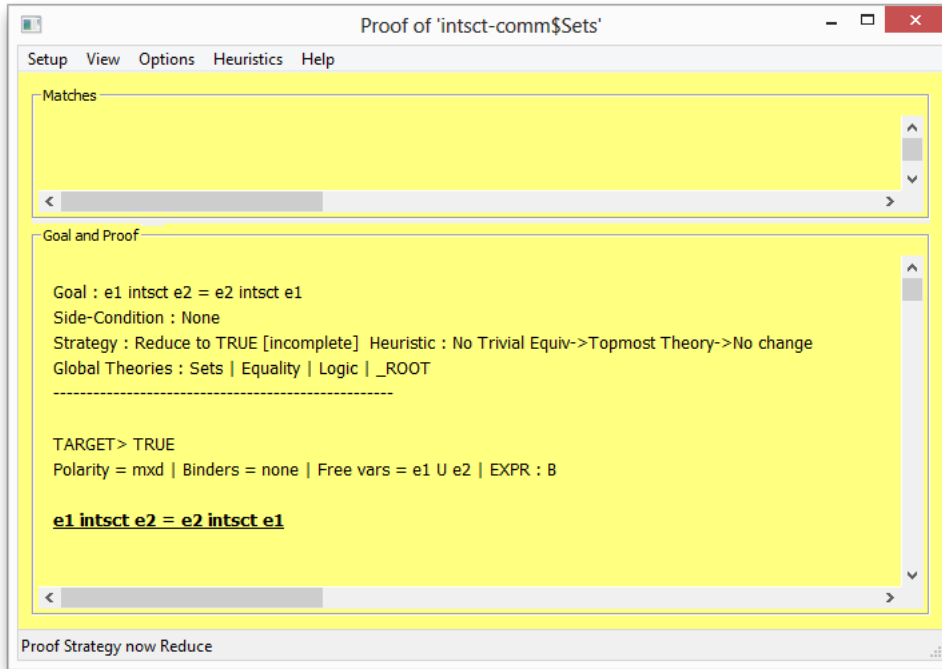 Proof of 'intsct-comm$Sets'
Setup View Options Heuristics Help
Matches
Goal and Proof
Goal : e1 intsct e2 = e2 intsct e1
Side-Condition : None
Strategy : Reduce to TRUE [incomplete] Heuristic : No Trivial Equiv->Topmost Theory->No change
Global Theories : Sets | Equality | Logic | _ROOT
---------------------------------------------------
TARGET> TRUE
Polarity = mxd | Binders = none | Free vars = e1 U e2 | EXPR : B
e1 intsct e2 = e2 intsct e1
Proof Strategy now Reduce